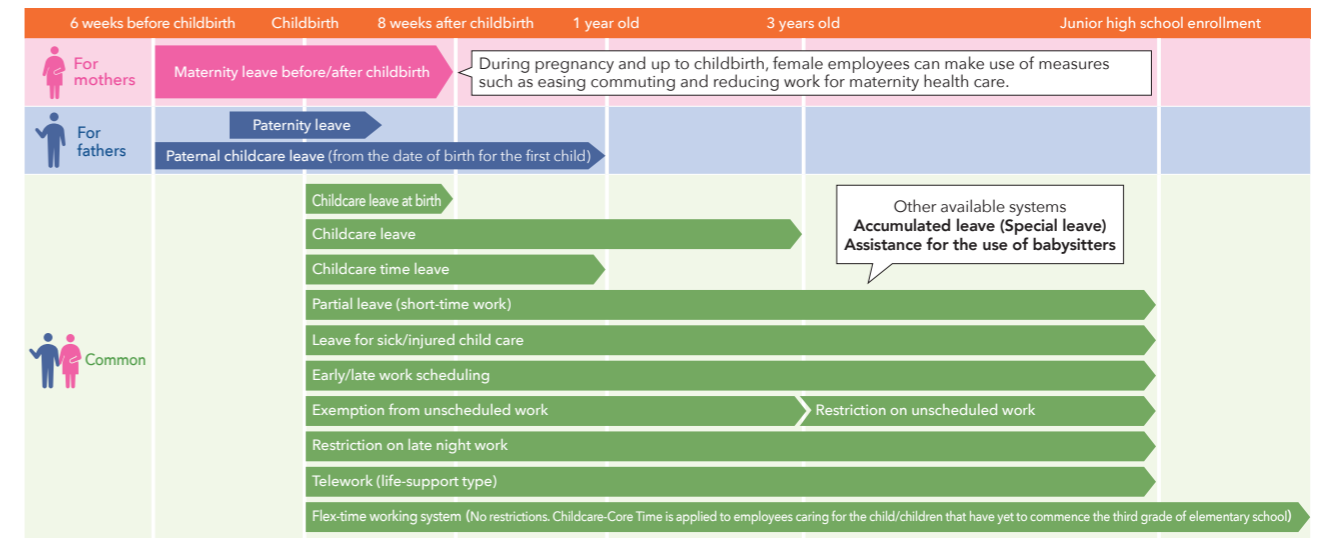 6 weeks before childbirth Childbirth 8 weeks after childbirth 1 year old 3 years old Junior high school enrollment
For
mothers
Maternity leave before/after childbirth
During pregnancy and up to childbirth, female employees can make use of measures
such as easing commuting and reducing work for maternity health care.
For
fathers
Paternity leave
Paternal childcare leave (from the date of birth for the first child)
Common
Childcare leave at birth
Childcare leave
Childcare time leave
Other available systems
Accumulated leave (Special leave)
Assistance for the use of babysitters
Partial leave (short-time work)
Leave for sick/injured child care
Early/late work scheduling
Exemption from unscheduled work Restriction on unscheduled work
Restriction on late night work
Telework (life-support type)
Flex-time working system (No restrictions. Childcare-Core Time is applied to employees caring for the child/children that have yet to commence the third grade of elementary school)